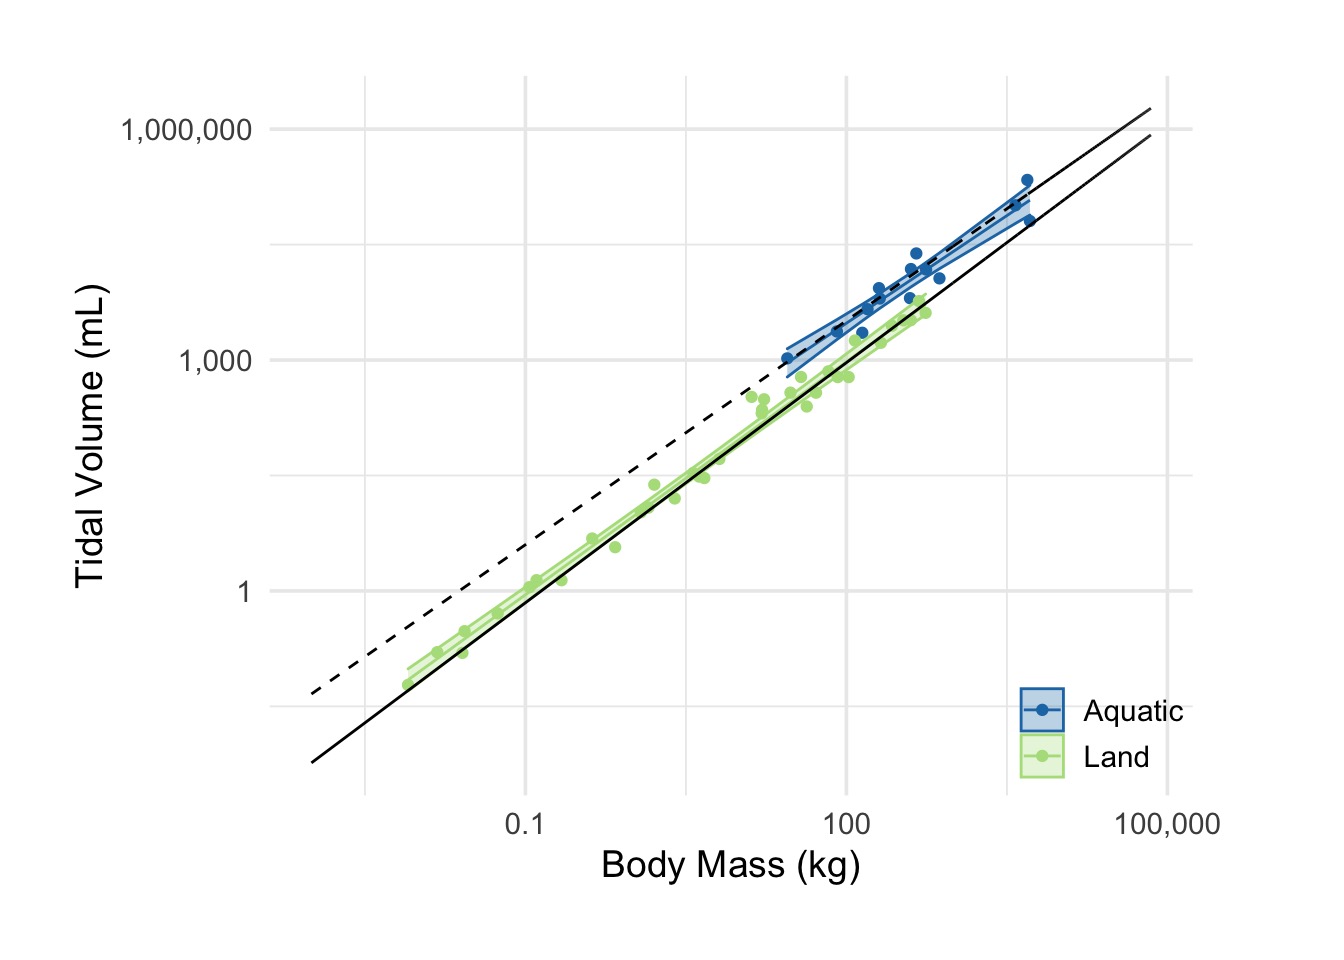 1,000,000
1,000
1
Tidal Volume (mL)
Aquatic
Land
0.1 100 100,000
Body Mass (kg)